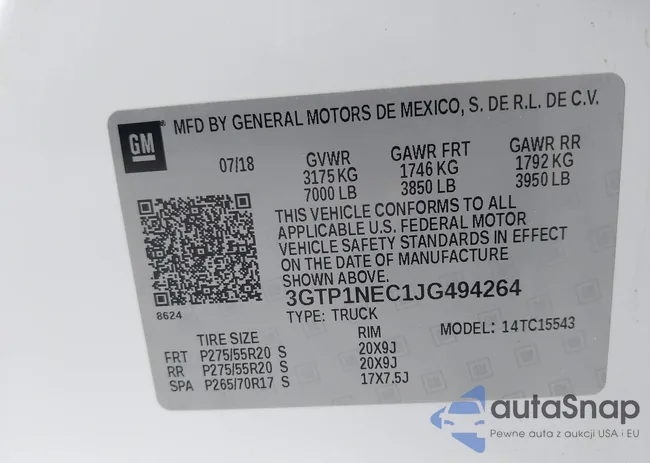 GM
MFD BY GENERAL MOTORS DE MEXICO, S. DE R.L. DE C.V.
07/18 GVWR GAWR FRT GAWR RR
3175 KG 1746 KG 1792 KG
7000 LB 3850 LB 3950 LB
THIS VEHICLE CONFORMS TO ALL
APPLICABLE U.S. FEDERAL MOTOR
VEHICLE SAFETY STANDARDS IN EFFECT
ON THE DATE OF MANUFACTURE
SHOWN ABOVE.
3GTP1NEC1JG494264
8624
TYPE: TRUCK MODEL: 14TC15543
TIRE SIZE RIM
FRT P275/55R20 S 20X9J
RR P275/55R20 S 20X9J
SPA P265/70R17 S 17X7.5J
autaSnap
Pewne auta z aukcji USA i EU